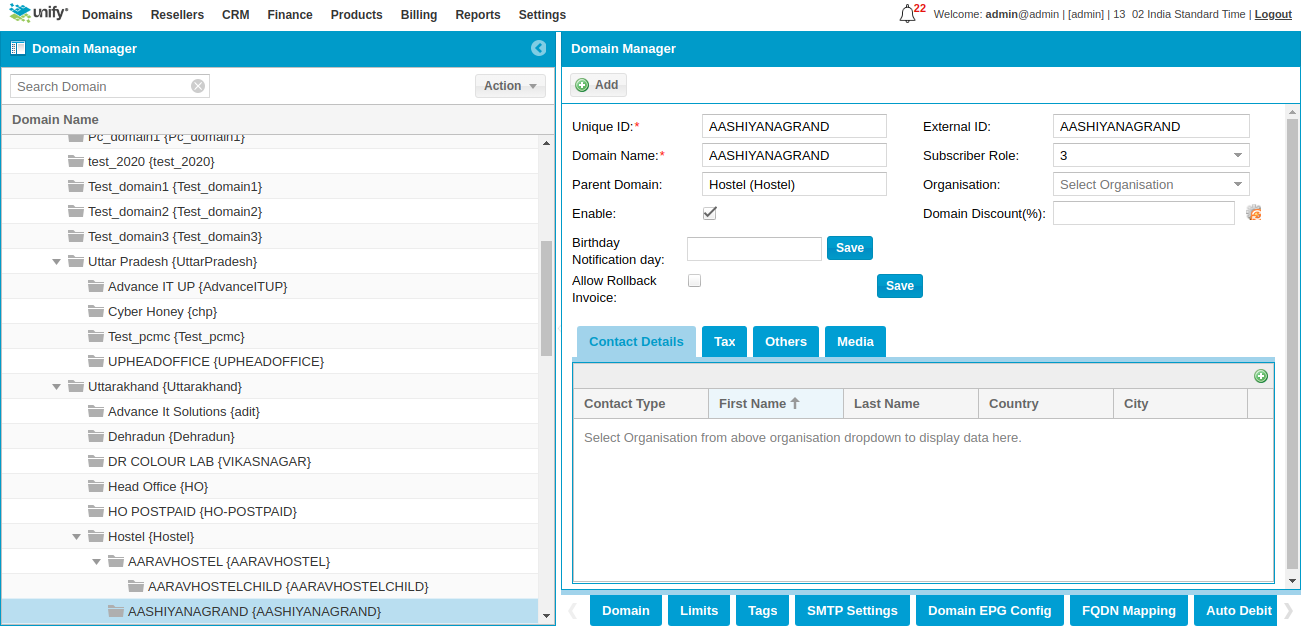 unify
Domains Resellers CRM Finance Products Billing Reports Settings
22 Welcome: admin@admin | [admin] | 13 02 India Standard Time | Logout
Domain Manager
Search Domain Action
Domain Name
Pc_domain1 {Pc_domain1}
test_2020 {test_2020}
Test_domain1 {Test_domain1}
Test_domain2 {Test_domain2}
Test_domain3 {Test_domain3}
Uttar Pradesh {UttarPradesh}
Advance IT UP {AdvanceITUP}
Cyber Honey {chp}
Test_pcmc {Test_pcmc}
UPHEADOFFICE {UPHEADOFFICE}
Uttarakhand {Uttarakhand}
Advance It Solutions {adit}
Dehradun {Dehradun}
DR COLOUR LAB {VIKASNAGAR}
Head Office {HO}
HO POSTPAID {HO-POSTPAID}
Hostel {Hostel}
AARAVHOSTEL {AARAVHOSTEL}
AARAVHOSTELCHILD {AARAVHOSTELCHILD}
AASHIYANAGRAND {AASHIYANAGRAND}
Domain Manager
Add
Unique ID:* AASHIYANAGRAND External ID: AASHIYANAGRAND
Domain Name:* AASHIYANAGRAND Subscriber Role: 3
Parent Domain: Hostel (Hostel) Organisation: Select Organisation
Enable: Domain Discount(%):
Birthday
Notification day: Save
Allow Rollback
Invoice: Save
Contact Details Tax Others Media
Contact Type First Name Last Name Country City
Select Organisation from above organisation dropdown to display data here.
Domain Limits Tags SMTP Settings Domain EPG Config FQDN Mapping Auto Debit